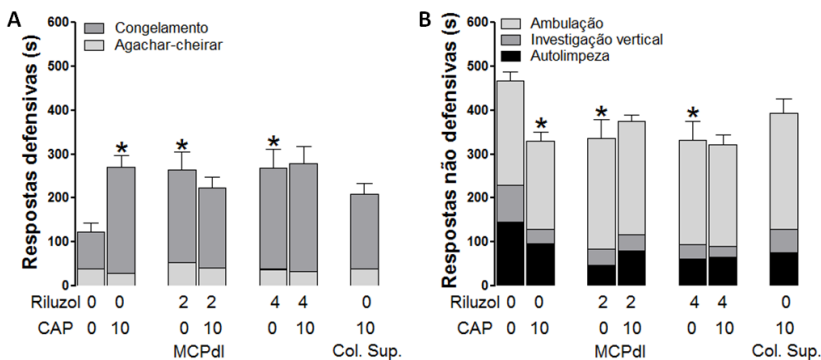 A
Respostas defensivas (s)
600
500
400
300
200
100
0
Congelamento
Agachar-cheirar
* * *
Riluzol 0 0 2 2 4 4 0
CAP 0 10 0 10 0 10 10
MCPdl Col. Sup.
B
Respostas não defensivas (s)
600
500
400
300
200
100
0
Ambulação
Investigação vertical
Autolimpeza
* * *
Riluzol 0 0 2 2 4 4 0
CAP 0 10 0 10 0 10 10
MCPdl Col. Sup.